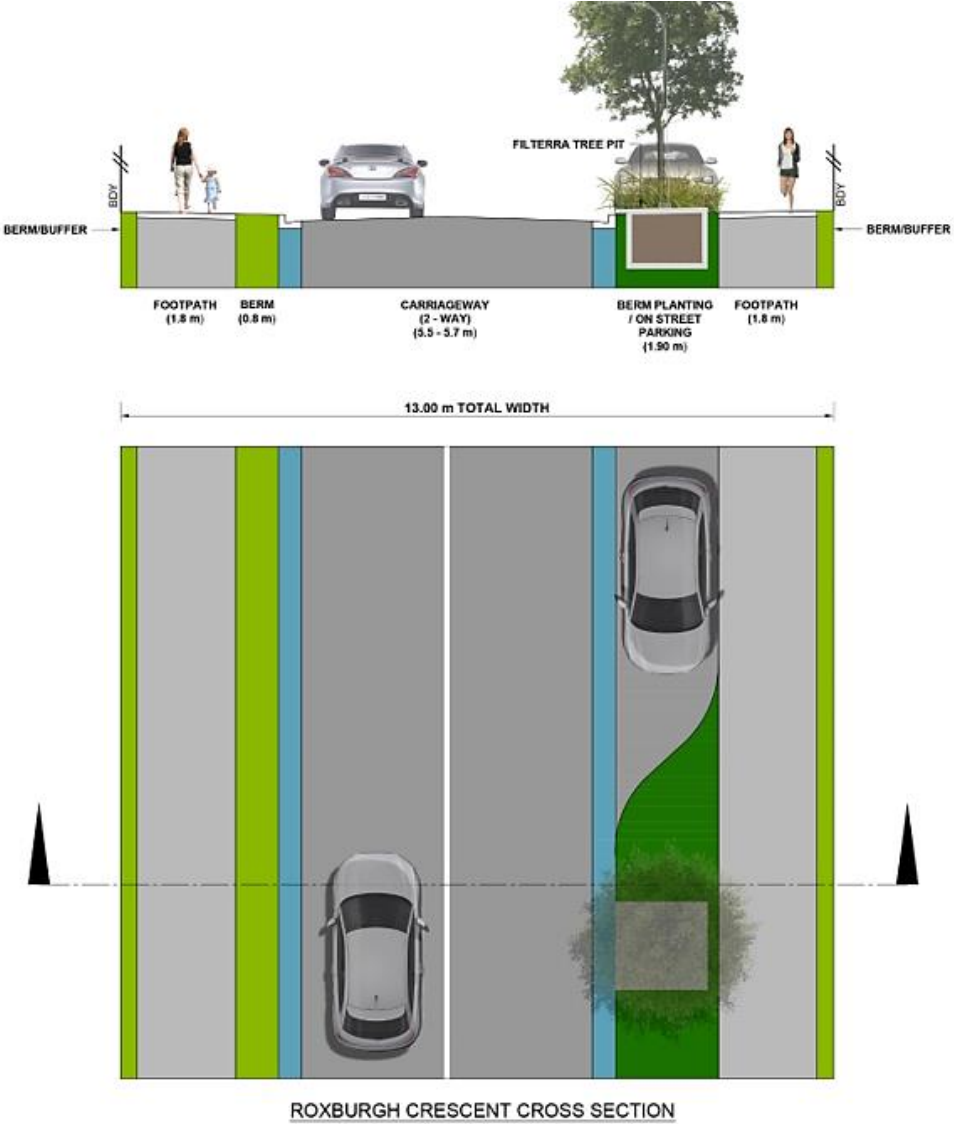 FILTERRA TREE PIT
BDY
BDY
BERM/BUFFER
BERM/BUFFER
FOOTPATH
(1.8 m)
BERM
(0.8 m)
CARRIAGEWAY
(2 - WAY)
(5.5 - 5.7 m)
BERM PLANTING
/ ON STREET
PARKING
(1.90 m)
FOOTPATH
(1.8 m)
13.00 m TOTAL WIDTH
ROXBURGH CRESCENT CROSS SECTION